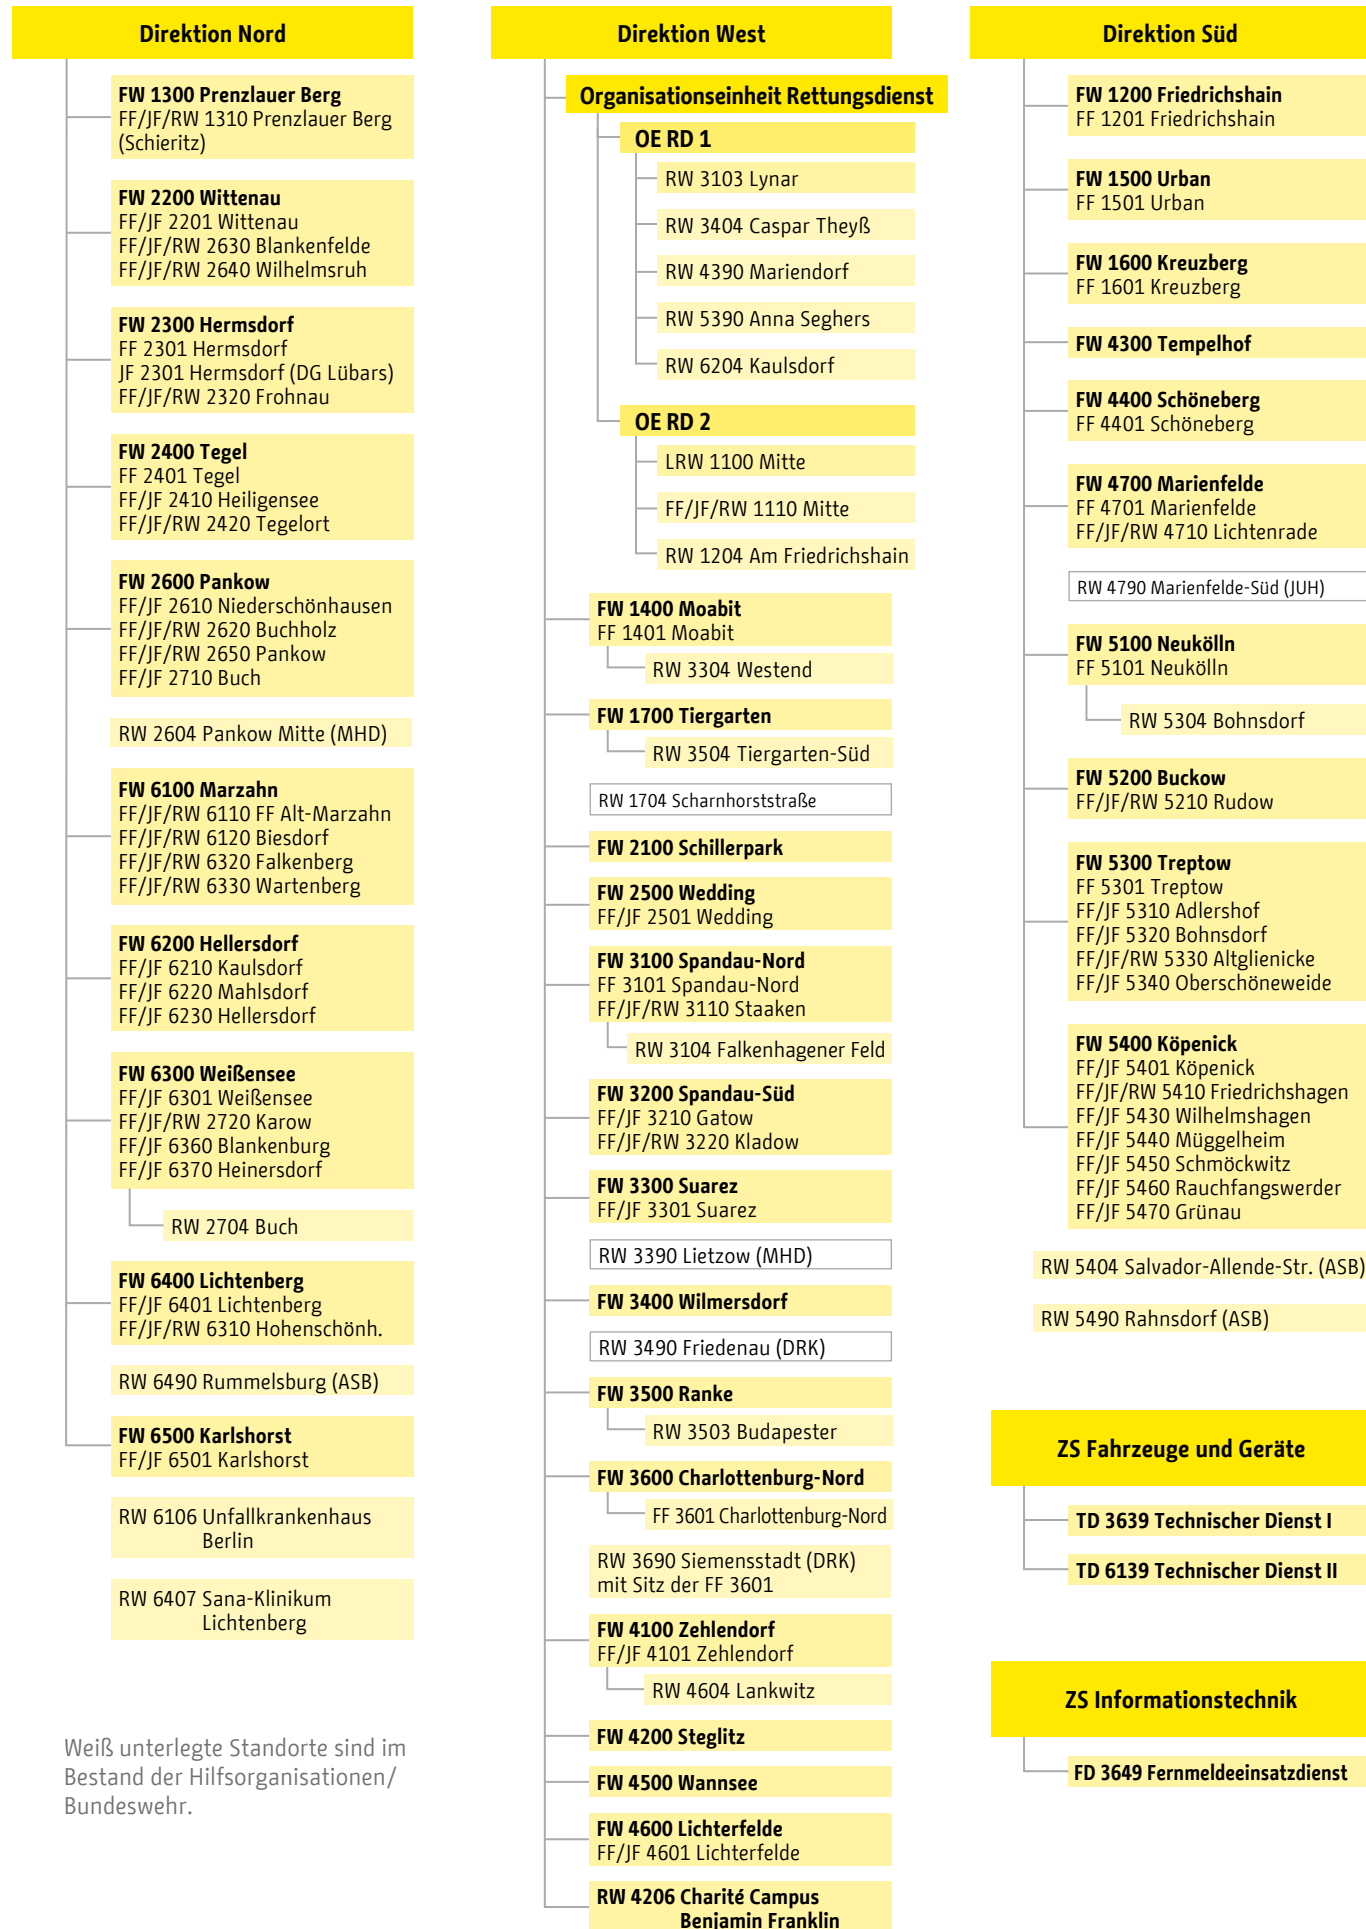 Direktion Nord
FW 1300 Prenzlauer Berg
FF/JF/RW 1310 Prenzlauer Berg
(Schieritz)
FW 2200 Wittenau
FF/JF 2201 Wittenau
FF/JF/RW 2630 Blankenfelde
FF/JF/RW 2640 Wilhelmsruh
FW 2300 Hermsdorf
FF 2301 Hermsdorf
JF 2301 Hermsdorf (DG Lübars)
FF/JF/RW 2320 Frohnau
FW 2400 Tegel
FF 2401 Tegel
FF/JF 2410 Heiligensee
FF/JF/RW 2420 Tegelort
FW 2600 Pankow
FF/JF 2610 Niederschönhausen
FF/JF/RW 2620 Buchholz
FF/JF/RW 2650 Pankow
FF/JF 2710 Buch
RW 2604 Pankow Mitte (MHD)
FW 6100 Marzahn
FF/JF/RW 6110 FF Alt-Marzahn
FF/JF/RW 6120 Biesdorf
FF/JF/RW 6320 Falkenberg
FF/JF/RW 6330 Wartenberg
FW 6200 Hellersdorf
FF/JF 6210 Kaulsdorf
FF/JF 6220 Mahlsdorf
FF/JF 6230 Hellersdorf
FW 6300 Weißensee
FF/JF 6301 Weißensee
FF/JF/RW 2720 Karow
FF/JF 6360 Blankenburg
FF/JF 6370 Heinersdorf
RW 2704 Buch
FW 6400 Lichtenberg
FF/JF 6401 Lichtenberg
FF/JF/RW 6310 Hohenschönh.
RW 6490 Rummelsburg (ASB)
FW 6500 Karlshorst
FF/JF 6501 Karlshorst
RW 6106 Unfallkrankenhaus
Berlin
RW 6407 Sana-Klinikum
Lichtenberg
Weiß unterlegte Standorte sind im
Bestand der Hilfsorganisationen/
Bundeswehr.
Direktion West
Organisationseinheit Rettungsdienst
OE RD 1
RW 3103 Lynar
RW 3404 Caspar Theyß
RW 4390 Mariendorf
RW 5390 Anna Seghers
RW 6204 Kaulsdorf
OE RD 2
LRW 1100 Mitte
FF/JF/RW 1110 Mitte
RW 1204 Am Friedrichshain
FW 1400 Moabit
FF 1401 Moabit
RW 3304 Westend
FW 1700 Tiergarten
RW 3504 Tiergarten-Süd
RW 1704 Scharnhorststraße
FW 2100 Schillerpark
FW 2500 Wedding
FF/JF 2501 Wedding
FW 3100 Spandau-Nord
FF 3101 Spandau-Nord
FF/JF/RW 3110 Staaken
RW 3104 Falkenhagener Feld
FW 3200 Spandau-Süd
FF/JF 3210 Gatow
FF/JF/RW 3220 Kladow
FW 3300 Suarez
FF/JF 3301 Suarez
RW 3390 Lietzow (MHD)
FW 3400 Wilmersdorf
RW 3490 Friedenau (DRK)
FW 3500 Ranke
RW 3503 Budapester
FW 3600 Charlottenburg-Nord
FF 3601 Charlottenburg-Nord
RW 3690 Siemensstadt (DRK)
mit Sitz der FF 3601
FW 4100 Zehlendorf
FF/JF 4101 Zehlendorf
RW 4604 Lankwitz
FW 4200 Steglitz
FW 4500 Wannsee
FW 4600 Lichterfelde
FF/JF 4601 Lichterfelde
RW 4206 Charité Campus
Benjamin Franklin
Direktion Süd
FW 1200 Friedrichshain
FF 1201 Friedrichshain
FW 1500 Urban
FF 1501 Urban
FW 1600 Kreuzberg
FF 1601 Kreuzberg
FW 4300 Tempelhof
FW 4400 Schöneberg
FF 4401 Schöneberg
FW 4700 Marienfelde
FF 4701 Marienfelde
FF/JF/RW 4710 Lichtenrade
RW 4790 Marienfelde-Süd (JUH)
FW 5100 Neukölln
FF 5101 Neukölln
RW 5304 Bohnsdorf
FW 5200 Buckow
FF/JF/RW 5210 Rudow
FW 5300 Treptow
FF 5301 Treptow
FF/JF 5310 Adlershof
FF/JF 5320 Bohnsdorf
FF/JF/RW 5330 Altglienicke
FF/JF 5340 Oberschöneweide
FW 5400 Köpenick
FF/JF 5401 Köpenick
FF/JF/RW 5410 Friedrichshagen
FF/JF 5430 Wilhelmshagen
FF/JF 5440 Müggelheim
FF/JF 5450 Schmöckwitz
FF/JF 5460 Rauchfangswerder
FF/JF 5470 Grünau
RW 5404 Salvador-Allende-Str. (ASB)
RW 5490 Rahnsdorf (ASB)
ZS Fahrzeuge und Geräte
TD 3639 Technischer Dienst I
TD 6139 Technischer Dienst II
ZS Informationstechnik
FD 3649 Fernmeldeeinsatzdienst